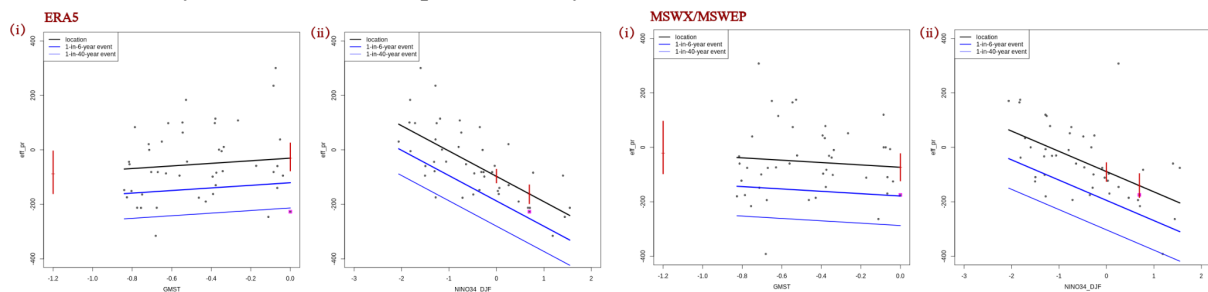 ERA5
MSWX/MSWEP
(i)
location
1-in-6-year event
1-in-40-year event
eff_pr
200
0
-200
-400
-1.2
-1.0
-0.8
-0.6
-0.4
-0.2
0.0
GMST
(ii)
location
1-in-6-year event
1-in-40-year event
eff_pr
200
0
-200
-400
-3
-2
-1
0
1
2
NINO34_DJF
(i)
location
1-in-6-year event
1-in-40-year event
eff_pr
400
200
0
-200
-400
-1.2
-1.0
-0.8
-0.6
-0.4
-0.2
0.0
GMST
(ii)
location
1-in-6-year event
1-in-40-year event
eff_pr
400
200
0
-200
-400
-3
-2
-1
0
1
2
NINO34_DJF